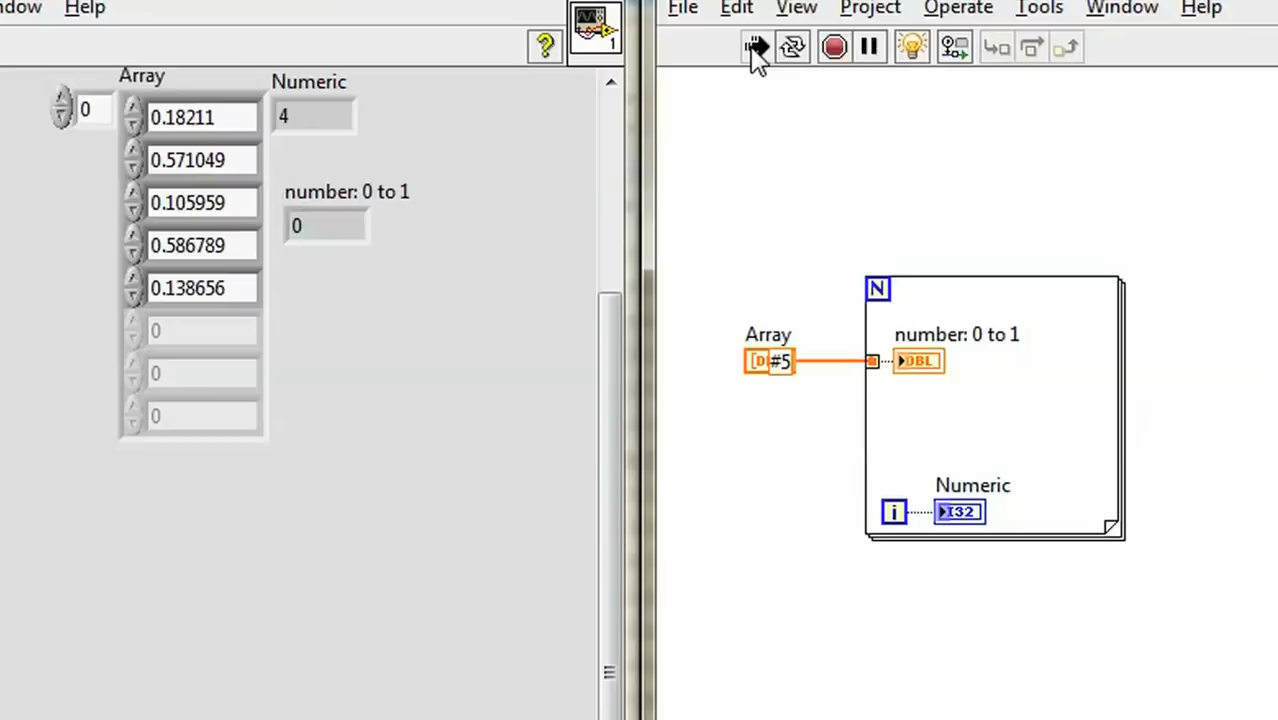 ndow Help
File Edit View Project Operate Tools Window Help
1
?
Array
Numeric
0
0.18211
4
0.571049
number: 0 to 1
0.105959
0
0.586789
0.138656
0
0
0
N
Array
number: 0 to 1
[D #5
DBL
Numeric
i
I32